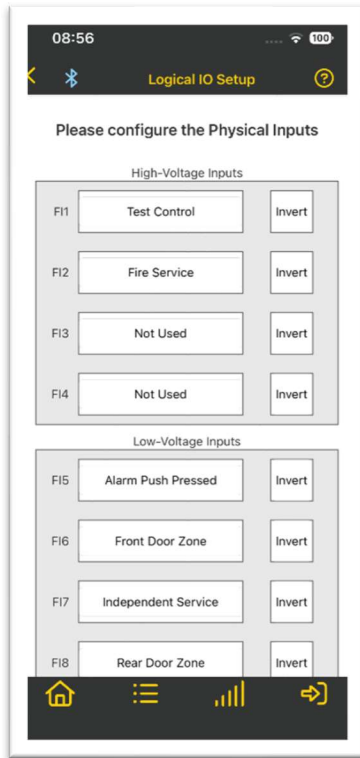 08:56
100
Logical IO Setup
?
Please configure the Physical Inputs
High-Voltage Inputs
FI1 Test Control Invert
FI2 Fire Service Invert
FI3 Not Used Invert
FI4 Not Used Invert
Low-Voltage Inputs
FI5 Alarm Push Pressed Invert
FI6 Front Door Zone Invert
FI7 Independent Service Invert
FI8 Rear Door Zone Invert